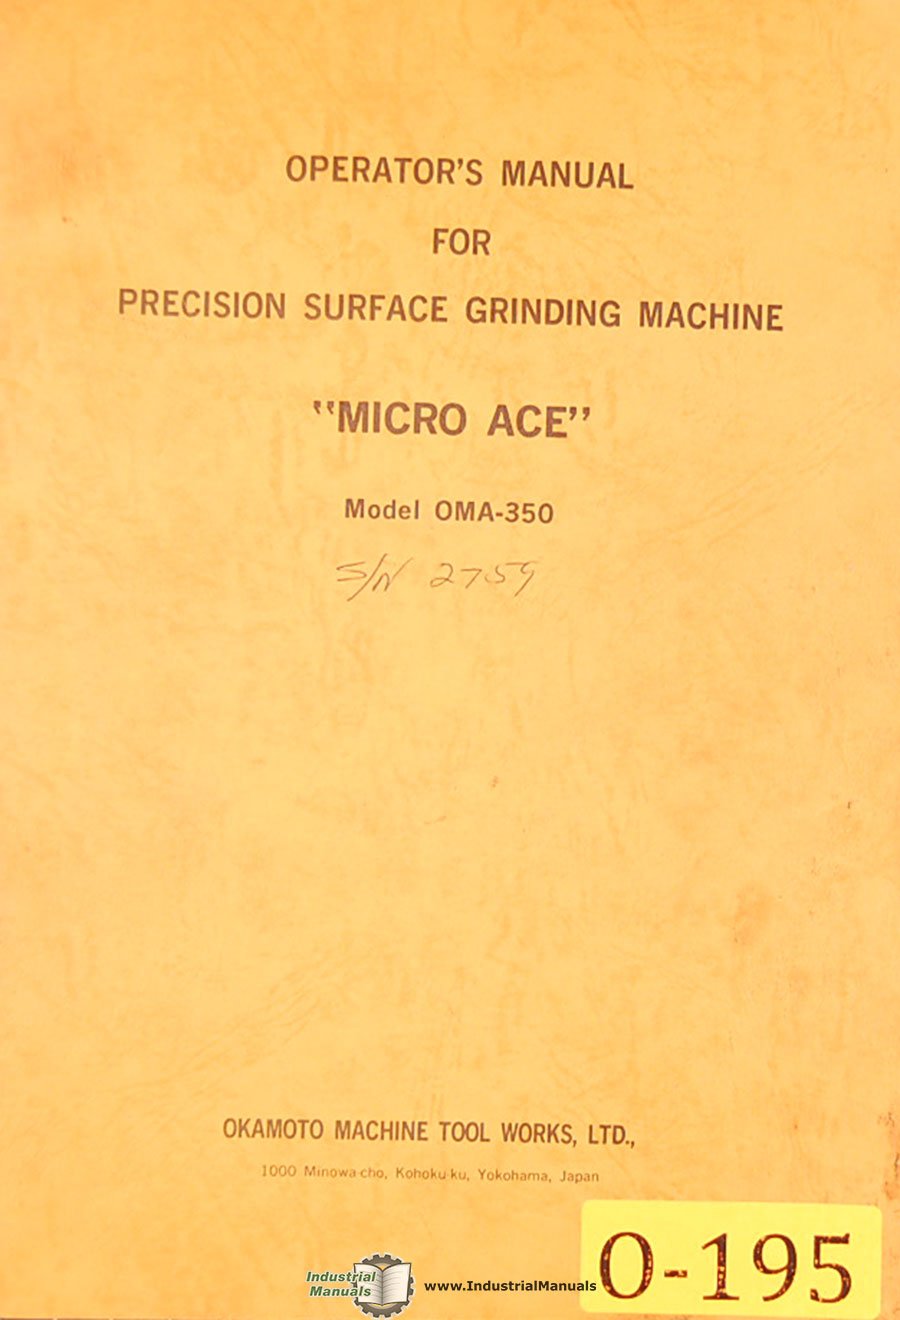 OPERATOR'S MANUAL
FOR
PRECISION SURFACE GRINDING MACHINE
"MICRO ACE"
Model OMA-350
S/N 2759
OKAMOTO MACHINE TOOL WORKS, LTD.,
1000 Minowa-cho, Kohoku-ku, Yokohama, Japan
Industrial
Manuals
www.IndustrialManuals
O-195